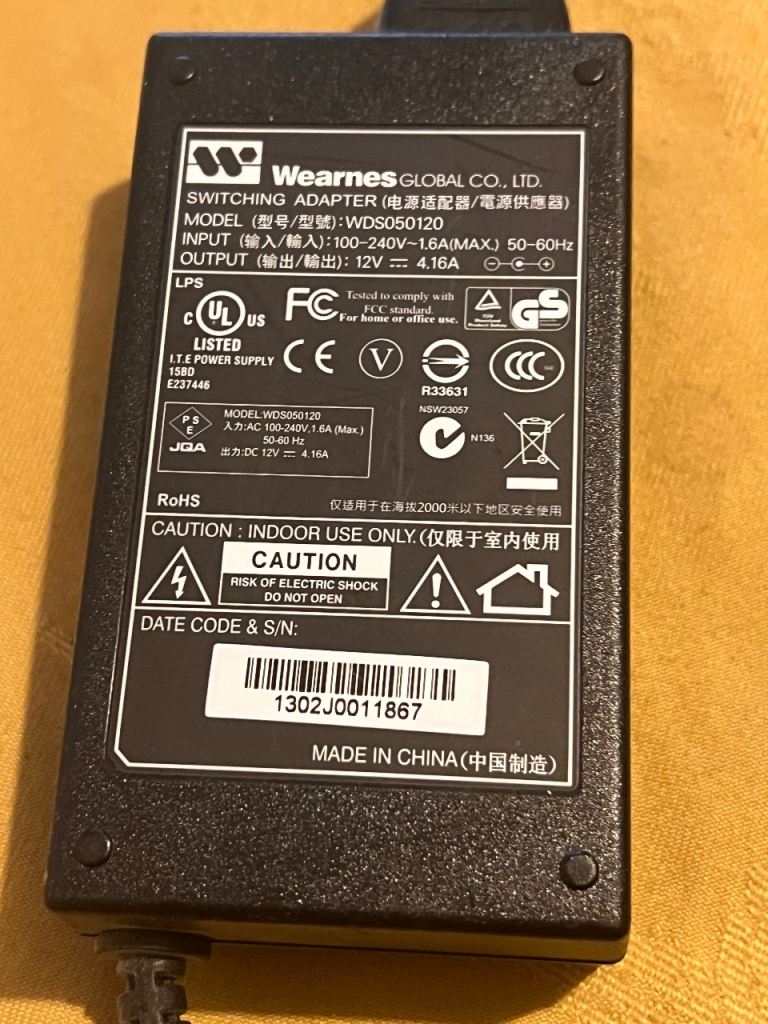 Wearnes GLOBAL CO., LTD.
SWITCHING ADAPTER (电源适配器/電源供應器)
MODEL (型号/型號): WDS050120
INPUT (输入/輸入): 100-240V~1.6A(MAX.) 50-60Hz
OUTPUT (输出/輸出): 12V ⎓ 4.16A
LPS
C UL US
LISTED
I.T.E POWER SUPPLY
15BD
E237446
FC
Tested to comply with
FCC standard.
For home or office use.
TÜV
Product Safety
GS
CE
V
R33631
CCC
S&E
PS
E
JQA
MODEL:WDS050120
入力:AC 100-240V,1.6A (Max.)
50-60 Hz
出力:DC 12V ⎓ 4.16A
NSW23057
N136
RoHS
仅适用于在海拔2000米以下地区安全使用
CAUTION : INDOOR USE ONLY.(仅限于室内使用
CAUTION
RISK OF ELECTRIC SHOCK
DO NOT OPEN
DATE CODE & S/N:
1302J0011867
MADE IN CHINA(中国制造)